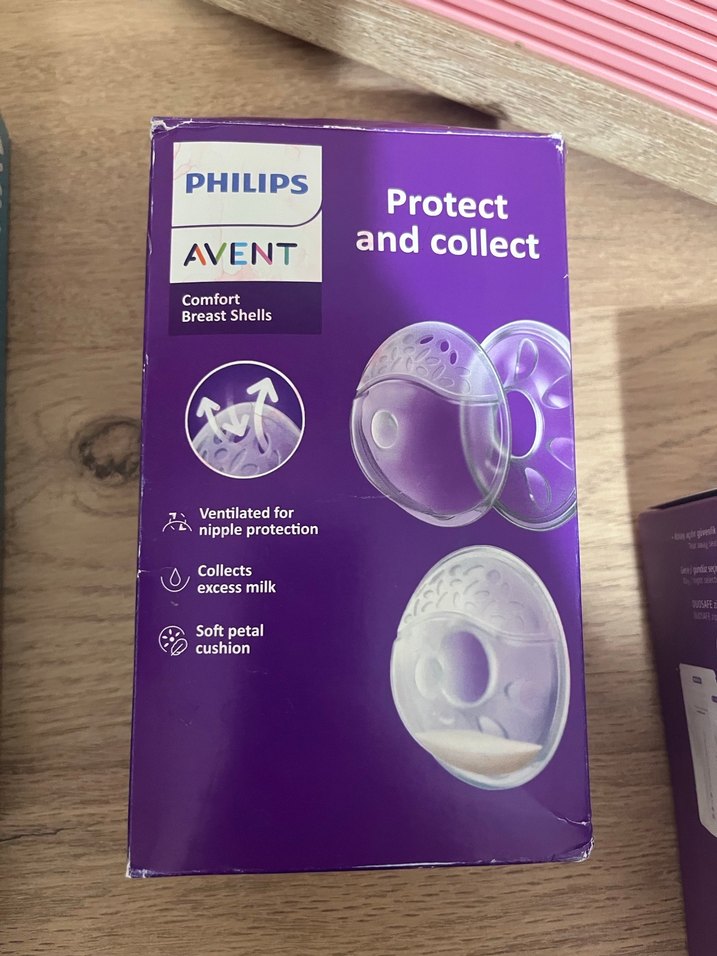 PHILIPS
AVENT
Comfort
Breast Shells
Protect
and collect
Ventilated for
nipple protection
Collects
excess milk
Soft petal
cushion